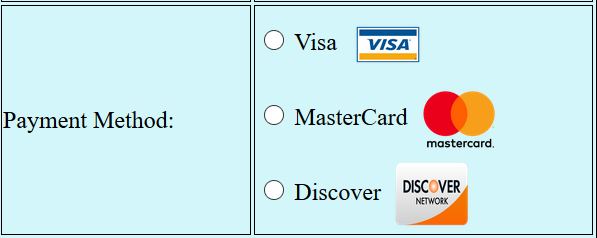 Visa VISA
MasterCard
mastercard.
Payment Method:
Discover DISCOVER
NETWORK